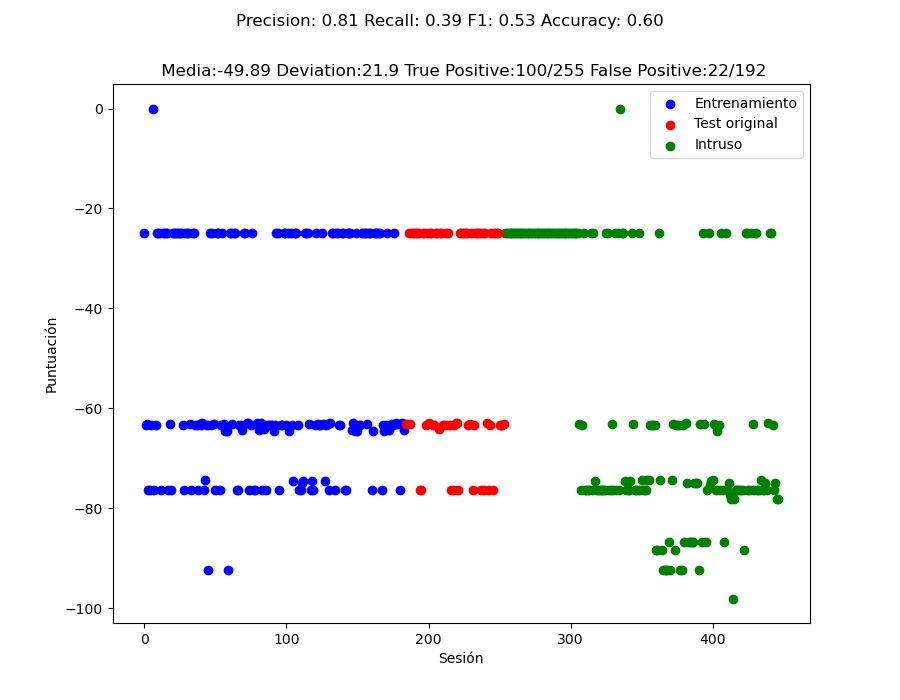 Precision: 0.81 Recall: 0.39 F1: 0.53 Accuracy: 0.60
Media:-49.89 Deviation:21.9 True Positive:100/255 False Positive:22/192
Entrenamiento
Test original
Intruso
0
−20
−40
−60
−80
−100
Puntuación
0 100 200 300 400
Sesión